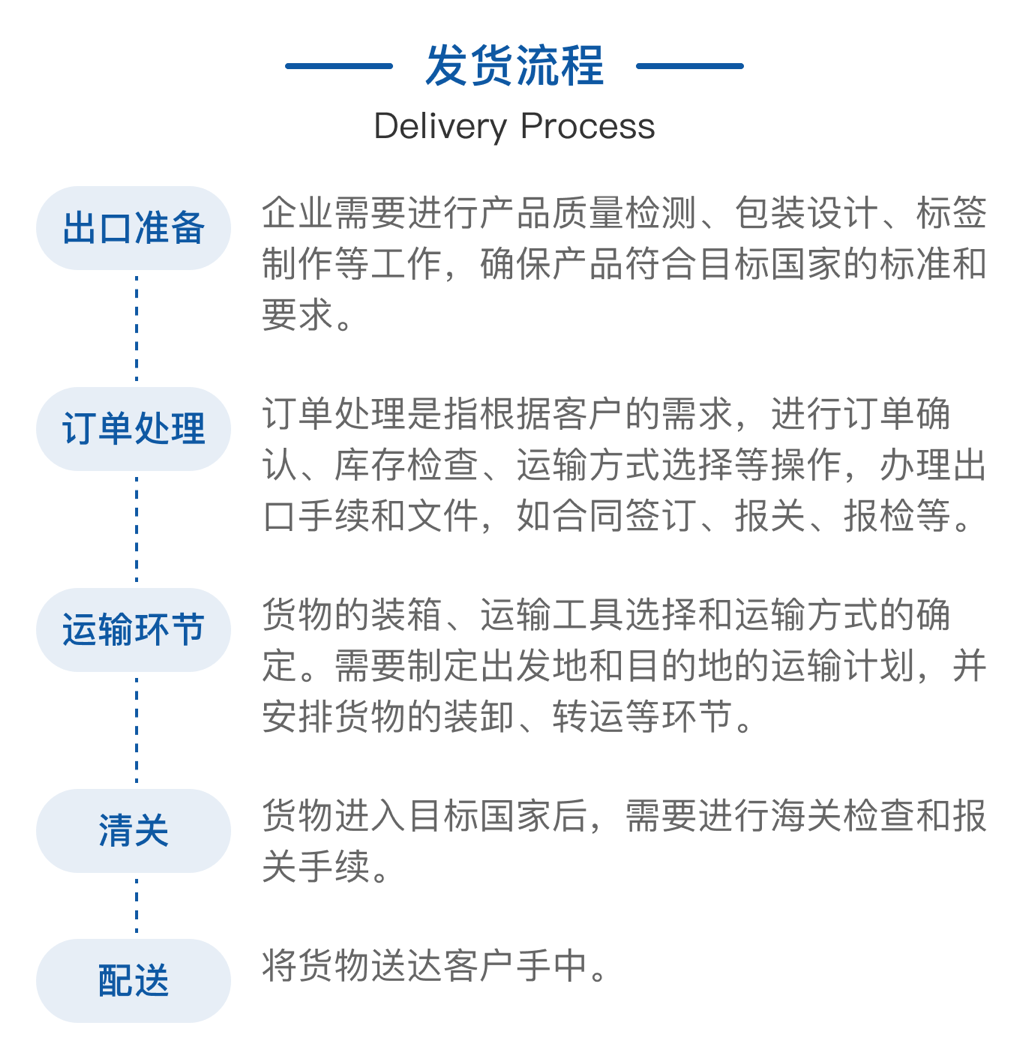 发货流程
Delivery Process
出口准备
企业需要进行产品质量检测、包装设计、标签
制作等工作，确保产品符合目标国家的标准和
要求。
订单处理
订单处理是指根据客户的需求，进行订单确
认、库存检查、运输方式选择等操作，办理出
口手续和文件，如合同签订、报关、报检等。
运输环节
货物的装箱、运输工具选择和运输方式的确
定。需要制定出发地和目的地的运输计划，并
安排货物的装卸、转运等环节。
清关
货物进入目标国家后，需要进行海关检查和报
关手续。
配送
将货物送达客户手中。